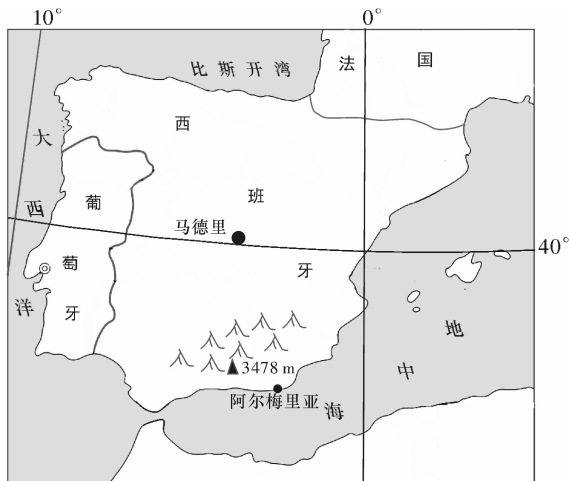 10°
0°
比斯开湾
法国
西班牙
大西洋
葡萄牙
马德里
40°
3478 m
阿尔梅里亚
地中海